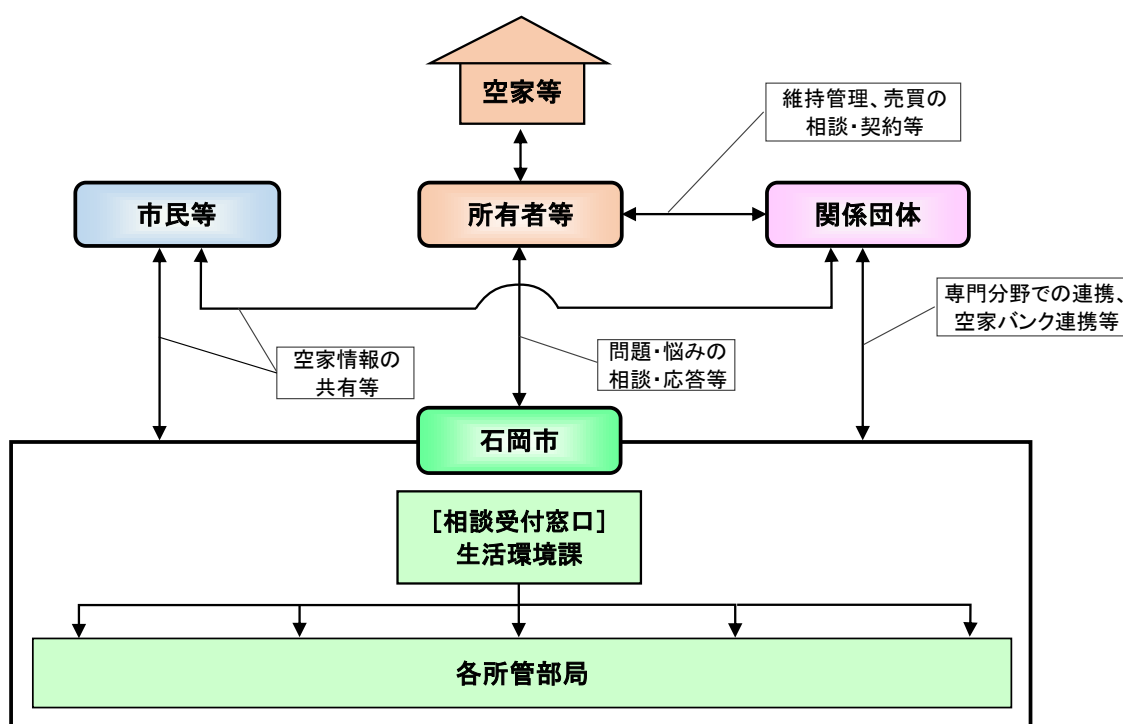 空家等
維持管理、売買の
相談・契約等
市民等
所有者等
関係団体
専門分野での連携、
空家バンク連携等
空家情報の
共有等
問題・悩みの
相談・応答等
石岡市
[相談受付窓口]
生活環境課
各所管部局